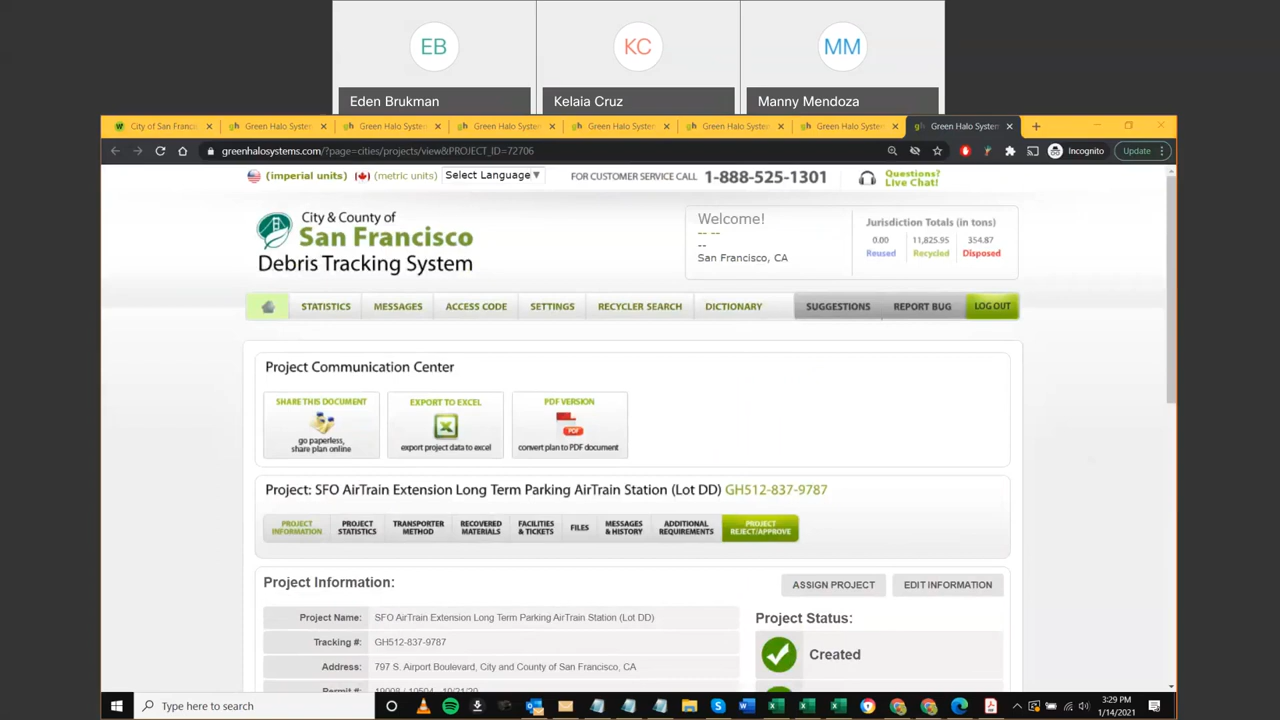 EB
KC
MM
Eden Brukman
Kelaia Cruz
Manny Mendoza
City of San Franci
Green Halo System
Green Halo System
Green Halo System
Green Halo System
Green Halo System
Green Halo System
Green Halo System
greenhalosystems.com/?page=cities/projects/view&PROJECT_ID=72706
Incognito
Update
(imperial units)
(metric units)
Select Language
FOR CUSTOMER SERVICE CALL 1-888-525-1301
Questions?
Live Chat!
City & County of
San Francisco
Debris Tracking System
Welcome!
-- --
--
San Francisco, CA
Jurisdiction Totals (in tons)
0.00 11,825.95 354.87
Reused Recycled Disposed
STATISTICS MESSAGES ACCESS CODE SETTINGS RECYCLER SEARCH DICTIONARY SUGGESTIONS REPORT BUG LOG OUT
Project Communication Center
SHARE THIS DOCUMENT
go paperless,
share plan online
EXPORT TO EXCEL
export project data to excel
PDF VERSION
PDF
convert plan to PDF document
Project: SFO AirTrain Extension Long Term Parking AirTrain Station (Lot DD) GH512-837-9787
PROJECT INFORMATION
PROJECT STATISTICS
TRANSPORTER METHOD
RECOVERED MATERIALS
FACILITIES & TICKETS
FILES
MESSAGES & HISTORY
ADDITIONAL REQUIREMENTS
PROJECT REJECT/APPROVE
Project Information:
ASSIGN PROJECT
EDIT INFORMATION
Project Name: SFO AirTrain Extension Long Term Parking AirTrain Station (Lot DD)
Tracking #: GH512-837-9787
Address: 797 S. Airport Boulevard, City and County of San Francisco, CA
Project Status:
Created
Type here to search
3:29 PM
1/14/2021